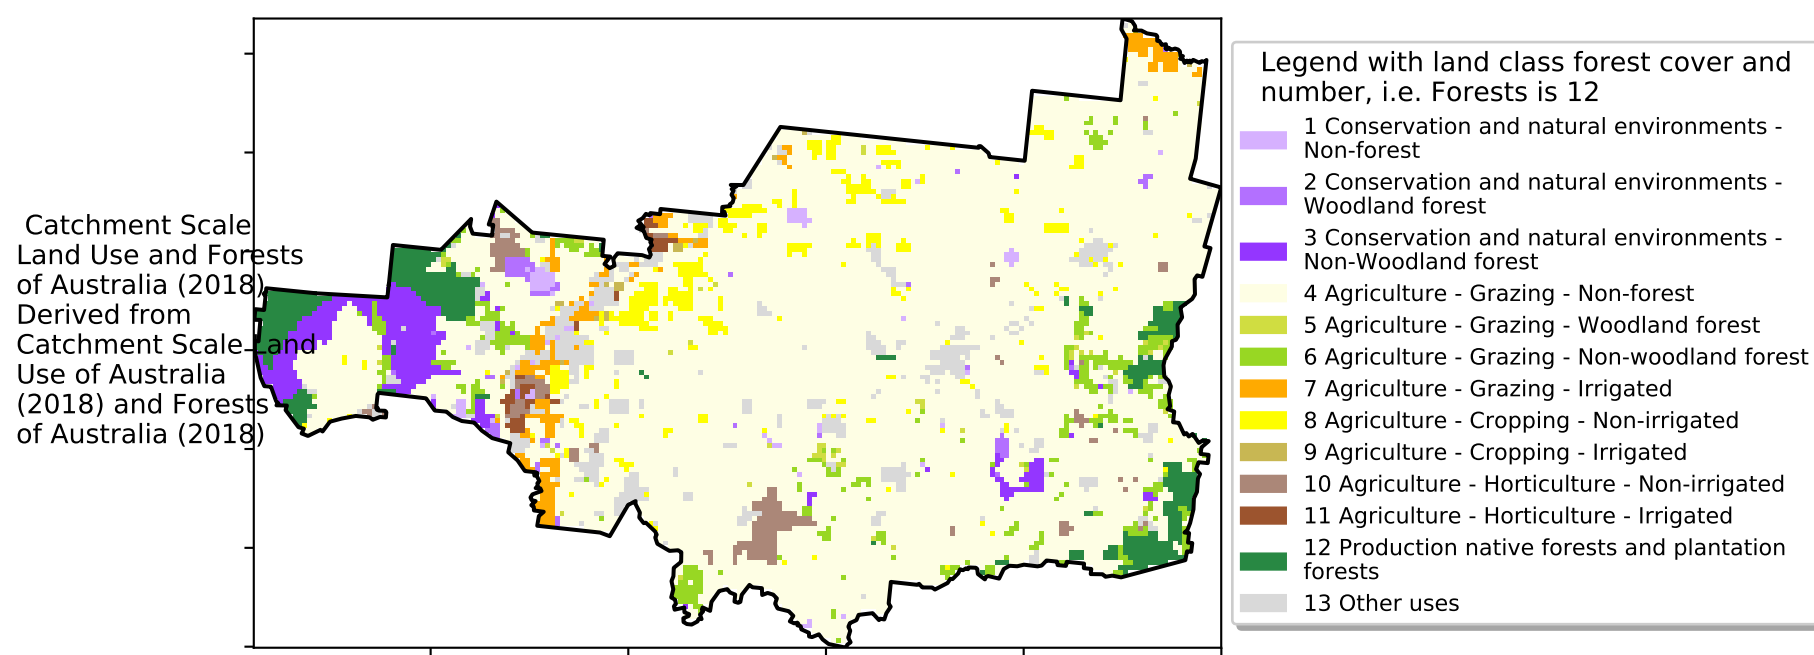 Catchment Scale
Land Use and Forests
of Australia (2018)
Derived from
Catchment Scale Land
Use of Australia
(2018) and Forests
of Australia (2018)
Legend with land class forest cover and
number, i.e. Forests is 12
1 Conservation and natural environments -
Non-forest
2 Conservation and natural environments -
Woodland forest
3 Conservation and natural environments -
Non-Woodland forest
4 Agriculture - Grazing - Non-forest
5 Agriculture - Grazing - Woodland forest
6 Agriculture - Grazing - Non-woodland forest
7 Agriculture - Grazing - Irrigated
8 Agriculture - Cropping - Non-irrigated
9 Agriculture - Cropping - Irrigated
10 Agriculture - Horticulture - Non-irrigated
11 Agriculture - Horticulture - Irrigated
12 Production native forests and plantation
forests
13 Other uses